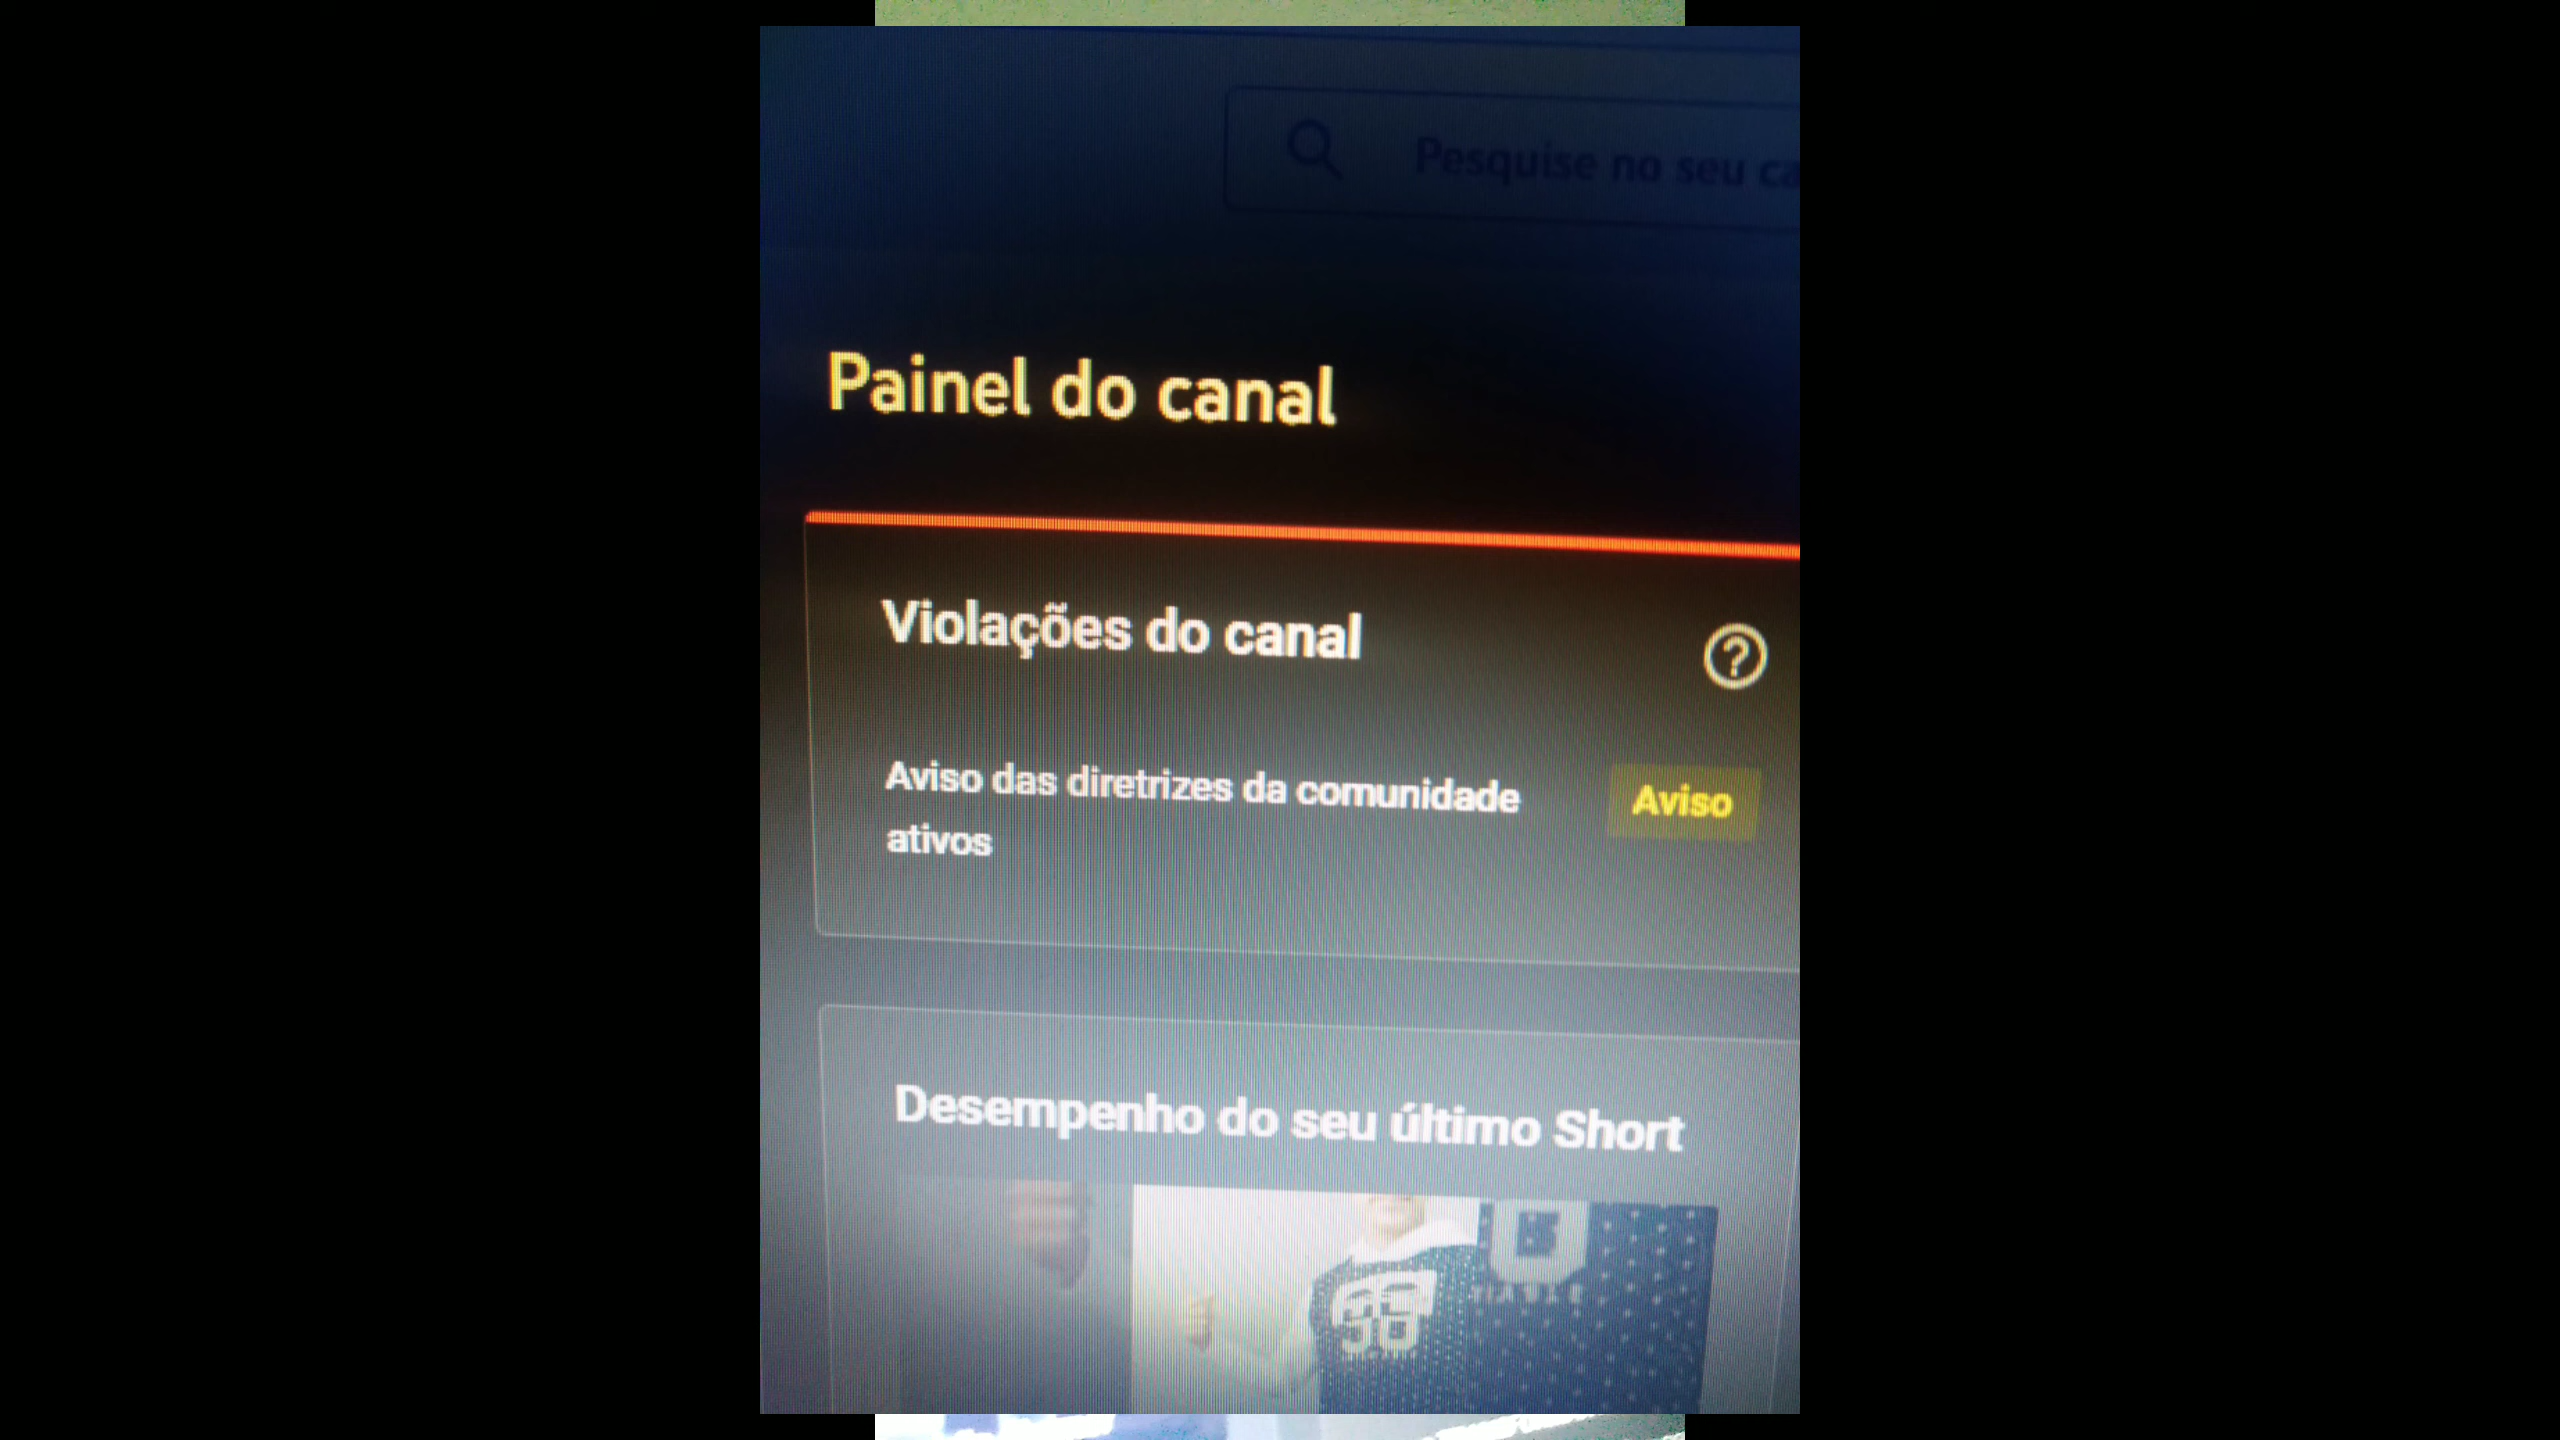 Pesquise no seu ca
Painel do canal
Violações do canal
Aviso das diretrizes da comunidade
ativos
Aviso
Desempenho do seu último Short